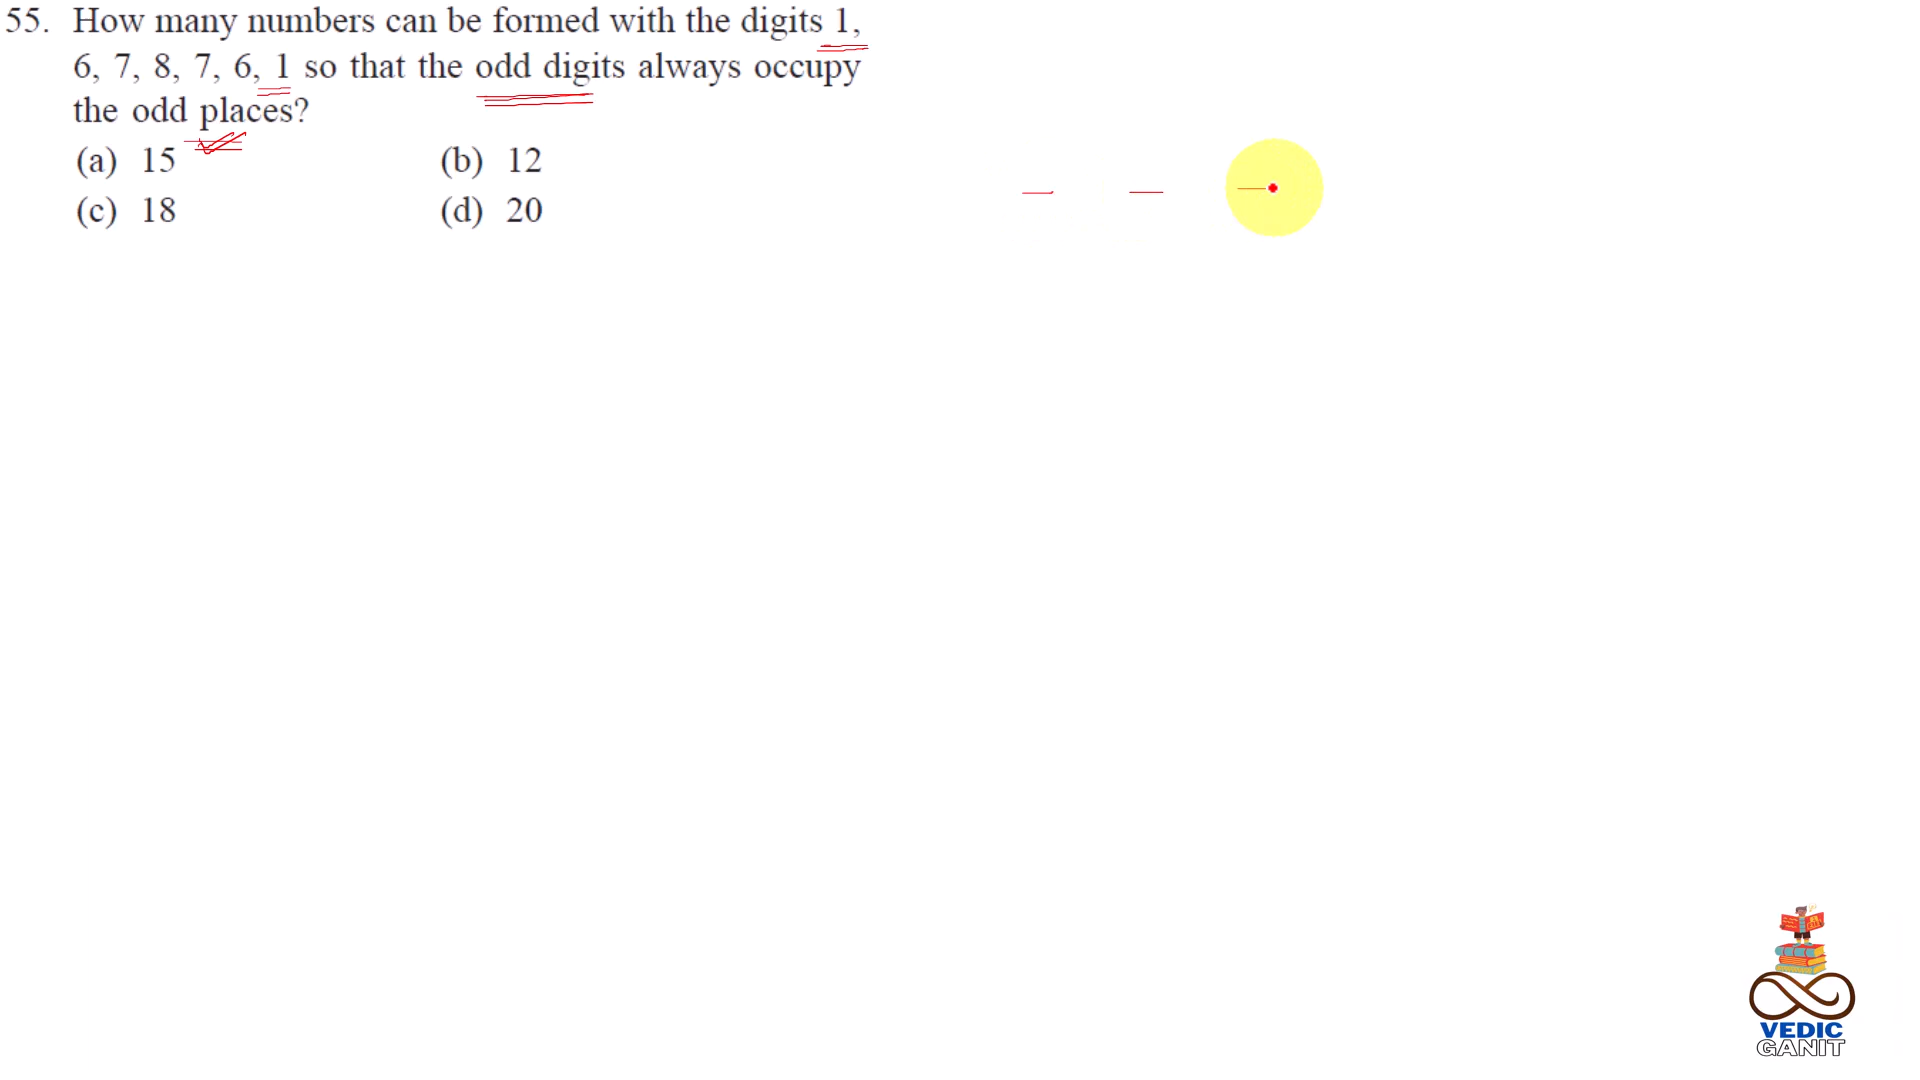 55. How many numbers can be formed with the digits 1,
6, 7, 8, 7, 6, 1 so that the odd digits always occupy
the odd places?
(a) 15 (b) 12
(c) 18 (d) 20
VEDIC
GANIT